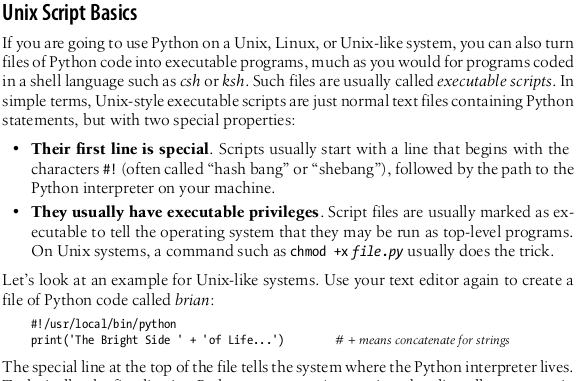 Unix Script Basics
If you are going to use Python on a Unix, Linux, or Unix-like system, you can also turn
files of Python code into executable programs, much as you would for programs coded
in a shell language such as csh or ksh. Such files are usually called executable scripts. In
simple terms, Unix-style executable scripts are just normal text files containing Python
statements, but with two special properties:
• Their first line is special. Scripts usually start with a line that begins with the
characters #! (often called “hash bang” or “shebang”), followed by the path to the
Python interpreter on your machine.
• They usually have executable privileges. Script files are usually marked as ex-
ecutable to tell the operating system that they may be run as top-level programs.
On Unix systems, a command such as chmod +x file.py usually does the trick.
Let’s look at an example for Unix-like systems. Use your text editor again to create a
file of Python code called brian:
#!/usr/local/bin/python
print('The Bright Side ' + 'of Life...') # + means concatenate for strings
The special line at the top of the file tells the system where the Python interpreter lives.